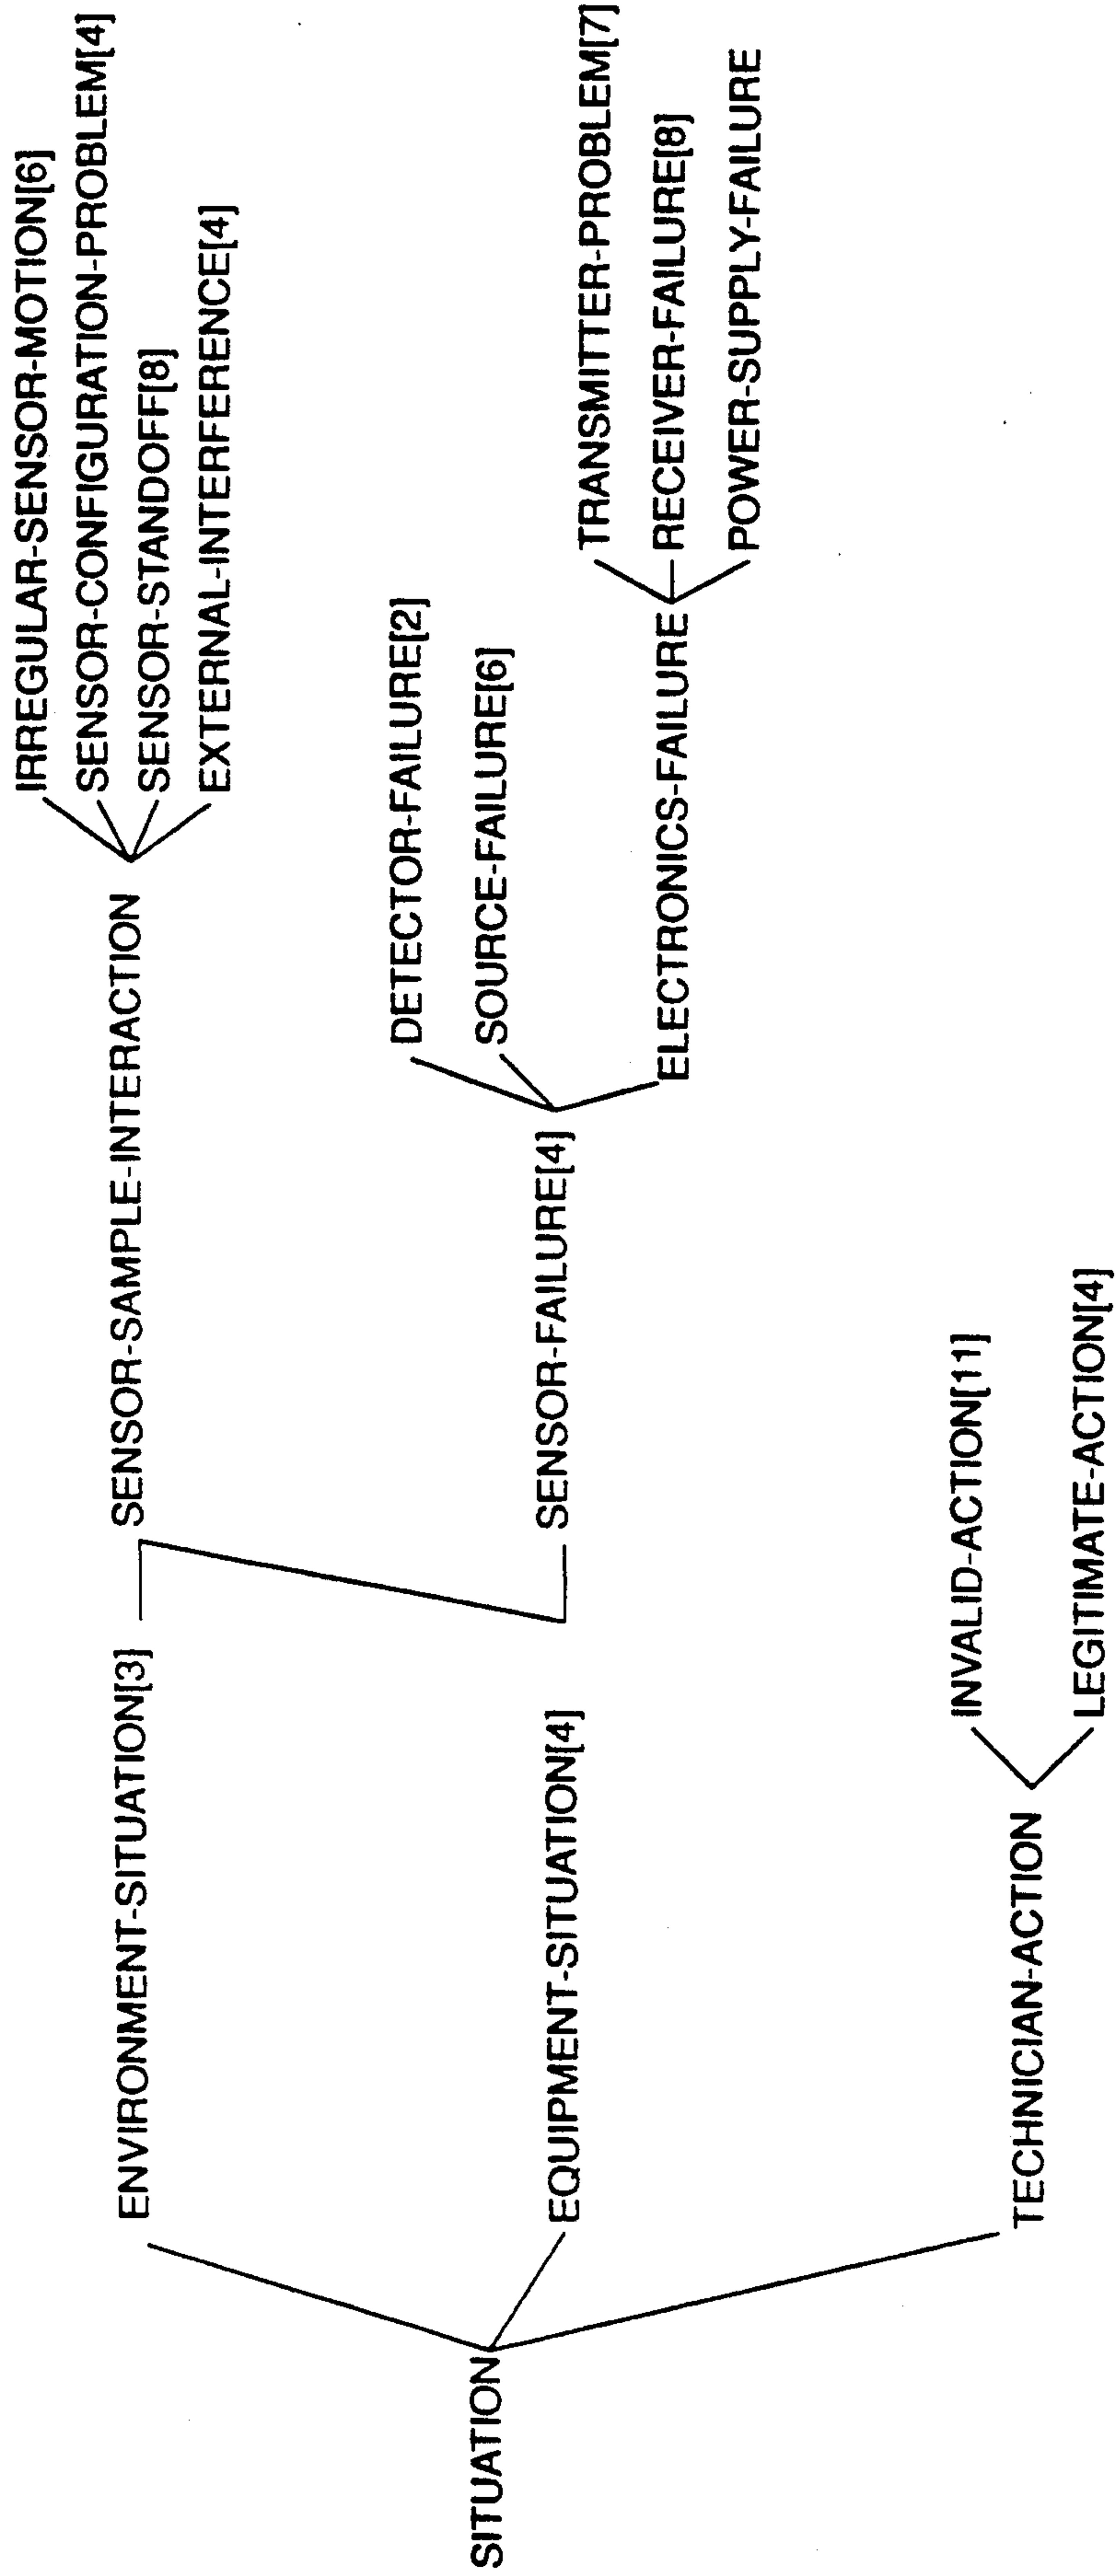 SITUATION
ENVIRONMENT-SITUATION[3]
SENSOR-SAMPLE-INTERACTION
IRREGULAR-SENSOR-MOTION[6]
SENSOR-CONFIGURATION-PROBLEM[4]
SENSOR-STANDOFF[8]
EXTERNAL-INTERFERENCE[4]
EQUIPMENT-SITUATION[4]
SENSOR-FAILURE[4]
DETECTOR-FAILURE[2]
SOURCE-FAILURE[6]
ELECTRONICS-FAILURE
TRANSMITTER-PROBLEM[7]
RECEIVER-FAILURE[8]
POWER-SUPPLY-FAILURE
TECHNICIAN-ACTION
INVALID-ACTION[11]
LEGITIMATE-ACTION[4]